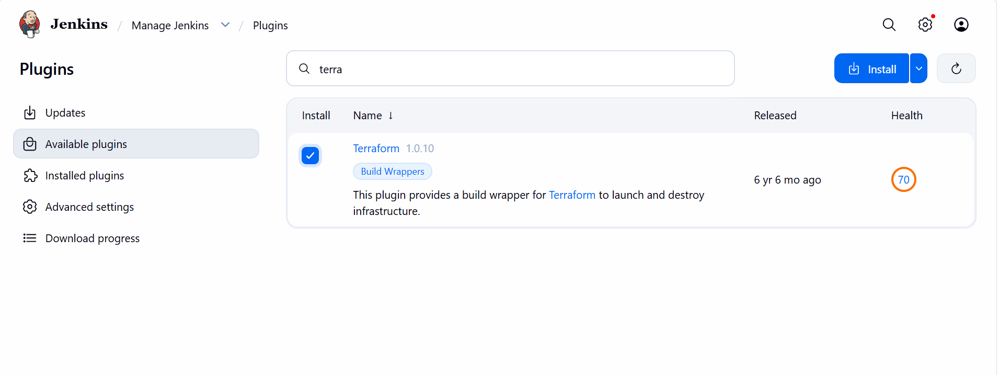 Jenkins / Manage Jenkins / Plugins
Plugins
terra
Install
Updates
Available plugins
Installed plugins
Advanced settings
Download progress
Install Name ↓ Released Health
Terraform 1.0.10
Build Wrappers
This plugin provides a build wrapper for Terraform to launch and destroy
infrastructure.
6 yr 6 mo ago
70